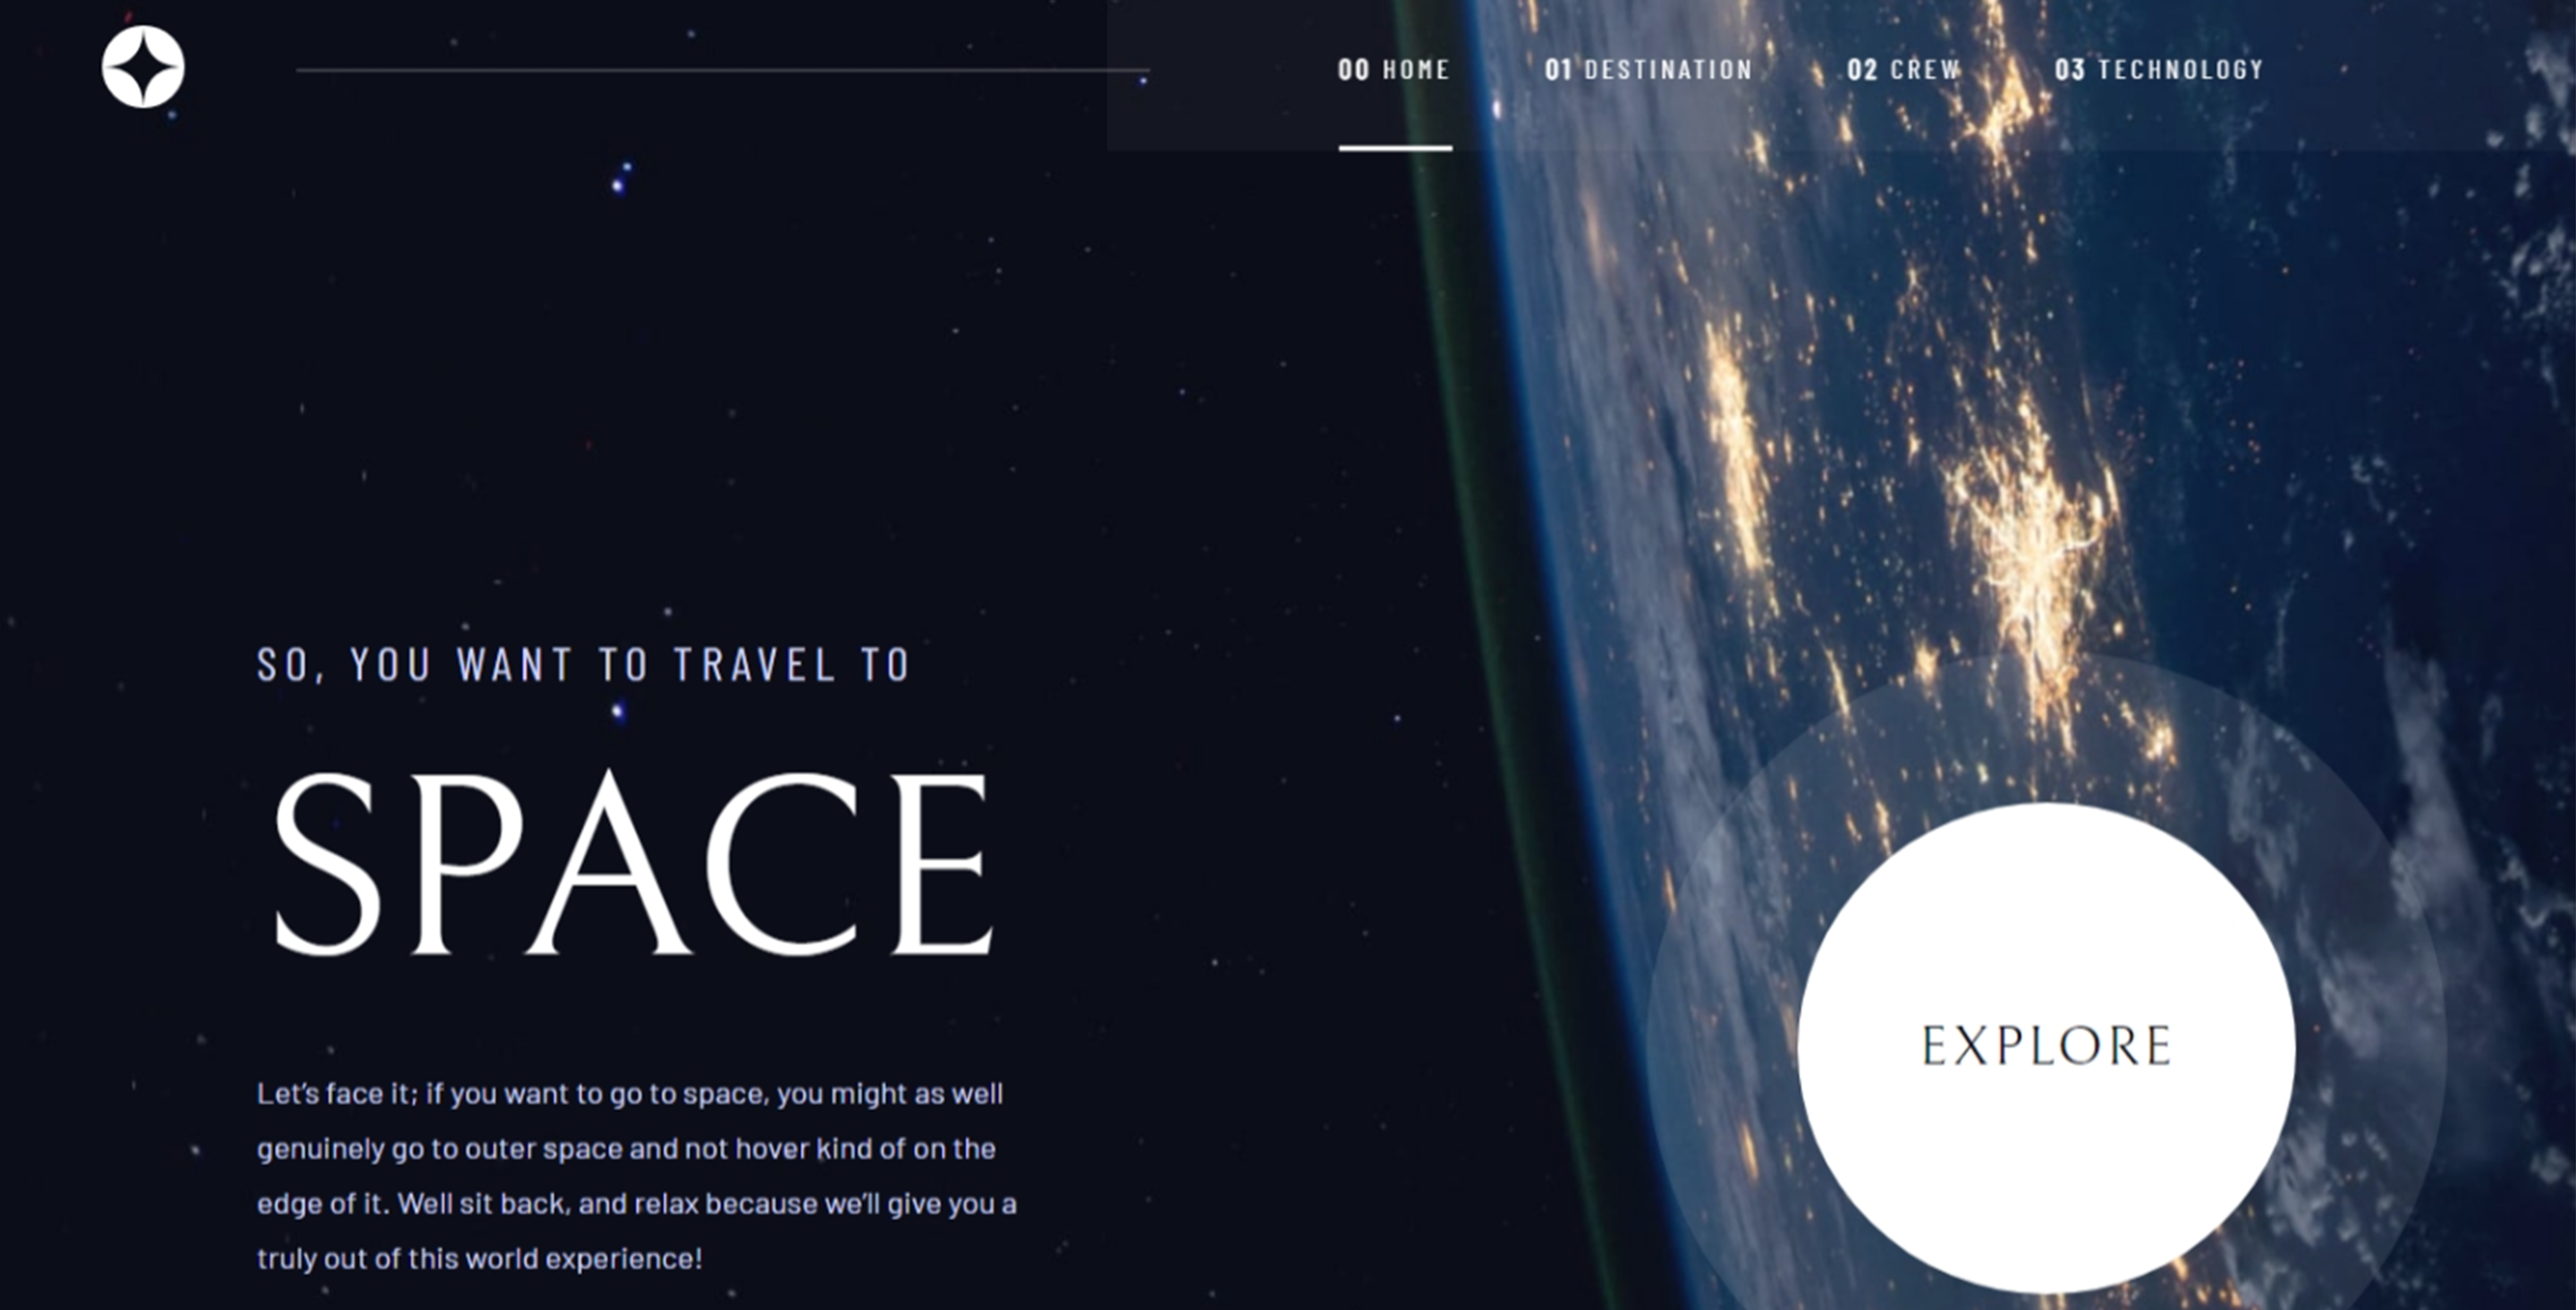 00 HOME 01 DESTINATION 02 CREW 03 TECHNOLOGY
SO, YOU WANT TO TRAVEL TO
SPACE
Let’s face it; if you want to go to space, you might as well
genuinely go to outer space and not hover kind of on the
edge of it. Well sit back, and relax because we’ll give you a
truly out of this world experience!
EXPLORE